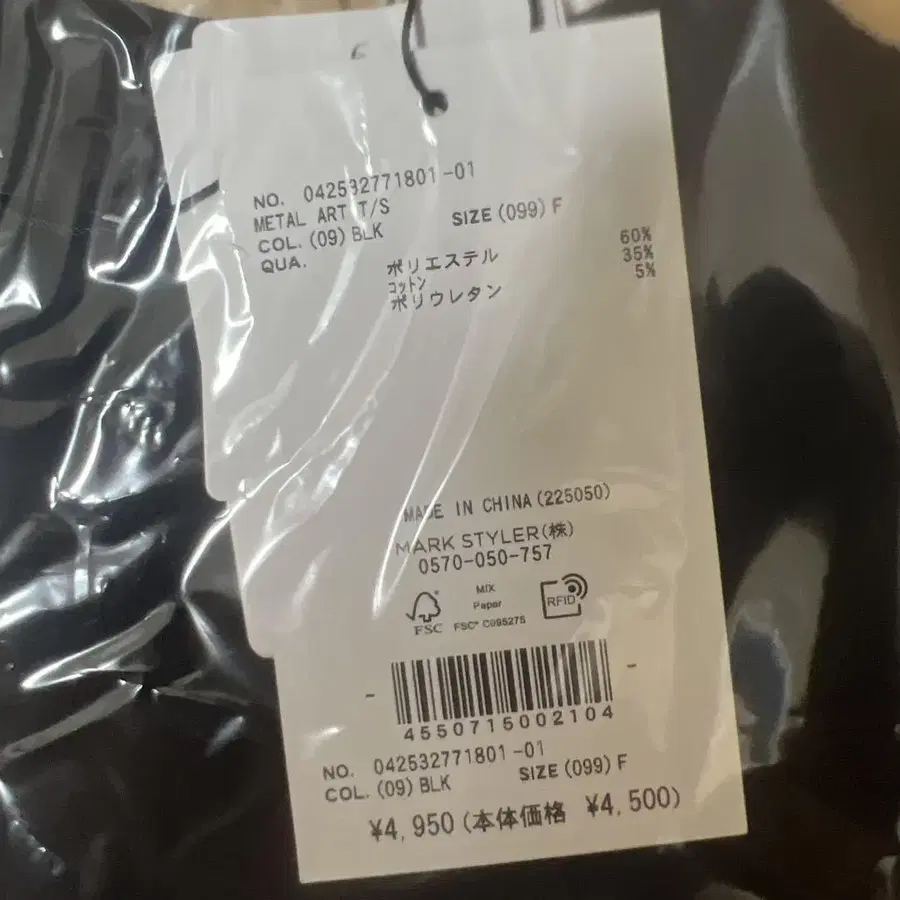 NO. 042532771801-01
METAL ART T/S
COL. (09) BLK SIZE (099) F
QUA. ポリエステル 60%
コットン 35%
ポリウレタン 5%
MADE IN CHINA (225050)
MARK STYLER(株)
0570-050-757
MIX
Paper
FSC FSC® C095275
RFID
4550715002104
NO. 042532771801-01
COL. (09) BLK SIZE (099) F
¥4,950 (本体価格 ¥4,500)